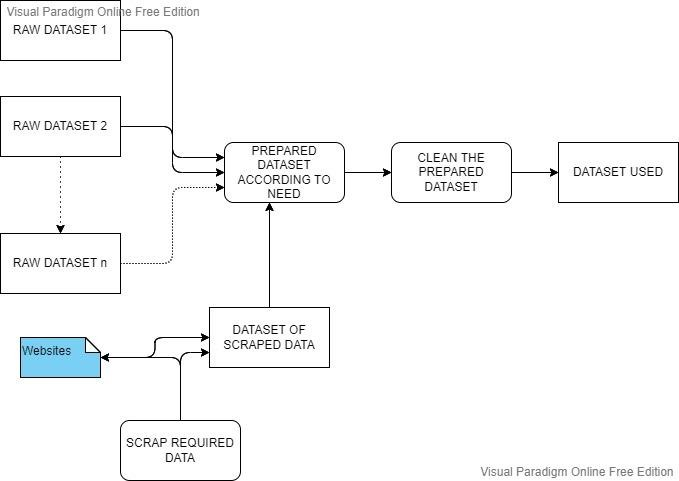 Visual Paradigm Online Free Edition
RAW DATASET 1
RAW DATASET 2
PREPARED
DATASET
ACCORDING TO
NEED
CLEAN THE
PREPARED
DATASET
DATASET USED
RAW DATASET n
DATASET OF
SCRAPED DATA
Websites
SCRAP REQUIRED
DATA
Visual Paradigm Online Free Edition